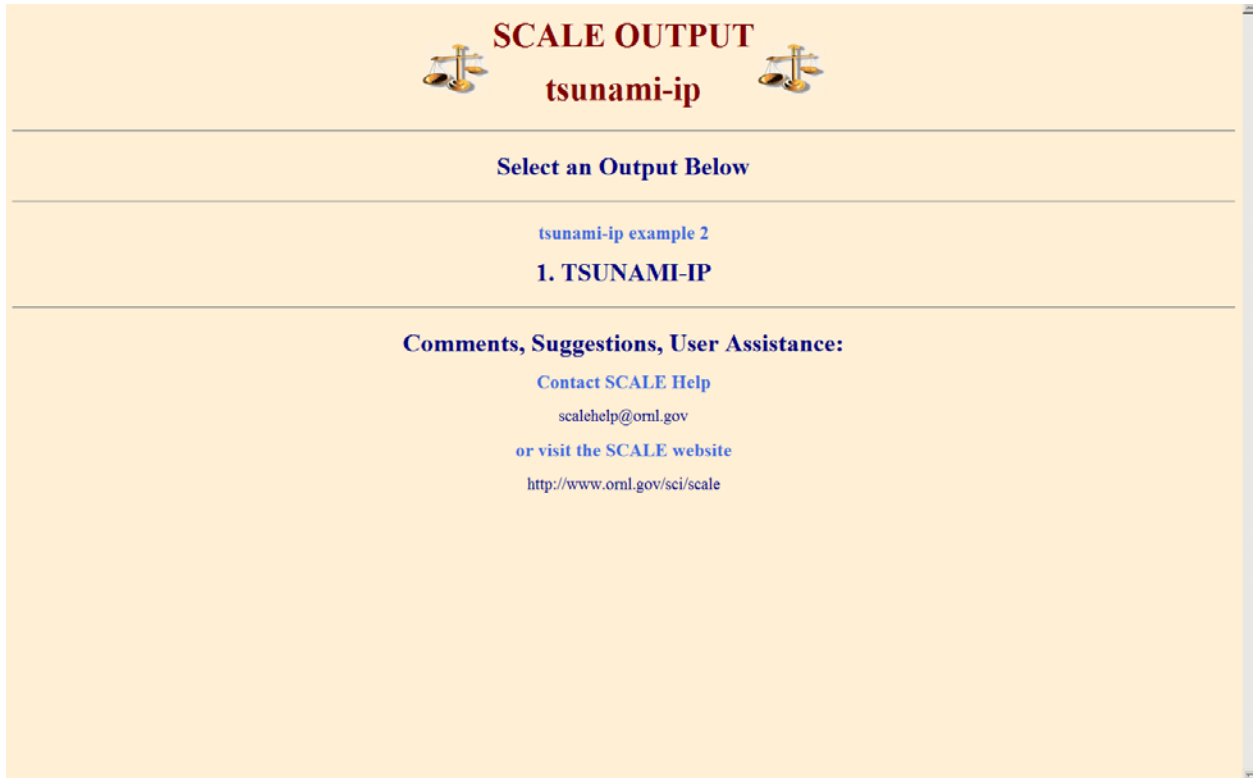 SCALE OUTPUT
tsunami-ip
Select an Output Below
tsunami-ip example 2
1. TSUNAMI-IP
Comments, Suggestions, User Assistance:
Contact SCALE Help
scalehelp@ornl.gov
or visit the SCALE website
http://www.ornl.gov/sci/scale